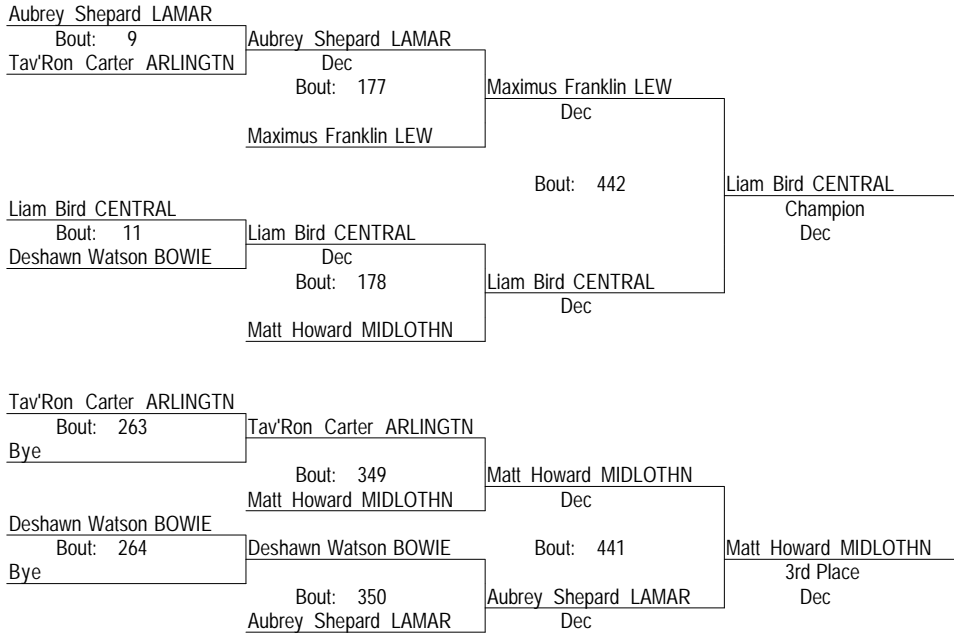 Aubrey Shepard LAMAR
Bout: 9
Tav'Ron Carter ARLINGTN
Aubrey Shepard LAMAR
Dec
Bout: 177
Maximus Franklin LEW
Maximus Franklin LEW
Dec
Bout: 442
Liam Bird CENTRAL
Champion
Dec
Liam Bird CENTRAL
Bout: 11
Deshawn Watson BOWIE
Liam Bird CENTRAL
Dec
Bout: 178
Matt Howard MIDLOTHN
Liam Bird CENTRAL
Dec
Tav'Ron Carter ARLINGTN
Bout: 263
Bye
Tav'Ron Carter ARLINGTN
Bout: 349
Matt Howard MIDLOTHN
Matt Howard MIDLOTHN
Dec
Deshawn Watson BOWIE
Bout: 264
Bye
Deshawn Watson BOWIE
Bout: 350
Aubrey Shepard LAMAR
Bout: 441
Aubrey Shepard LAMAR
Dec
Matt Howard MIDLOTHN
3rd Place
Dec